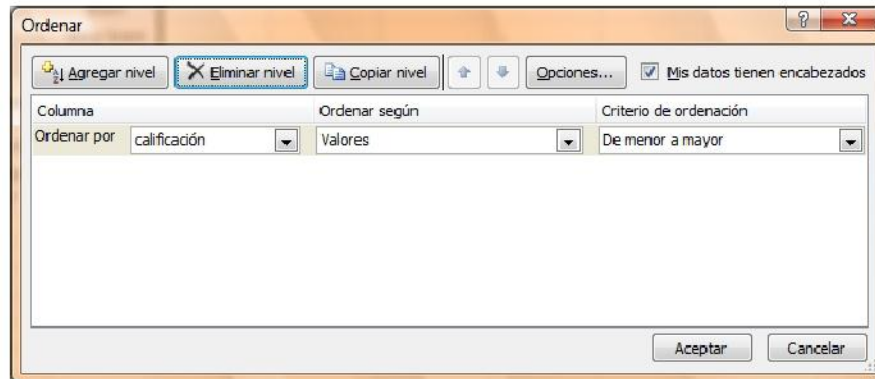 Ordenar
Agregar nivel Eliminar nivel Copiar nivel Opciones... Mis datos tienen encabezados
Columna Ordenar según Criterio de ordenación
Ordenar por calificación Valores De menor a mayor
Aceptar Cancelar